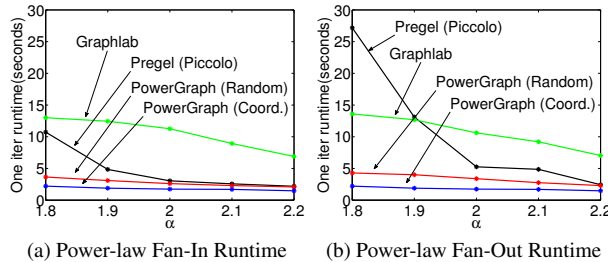 30
25
20
15
10
5
0
One iter runtime(seconds)
Graphlab
Pregel (Piccolo)
PowerGraph (Random)
PowerGraph (Coord.)
1.8 1.9 2 2.1 2.2
α
(a) Power-law Fan-In Runtime
30
25
20
15
10
5
0
One iter runtime(seconds)
Pregel (Piccolo)
Graphlab
PowerGraph (Random)
PowerGraph (Coord.)
1.8 1.9 2 2.1 2.2
α
(b) Power-law Fan-Out Runtime